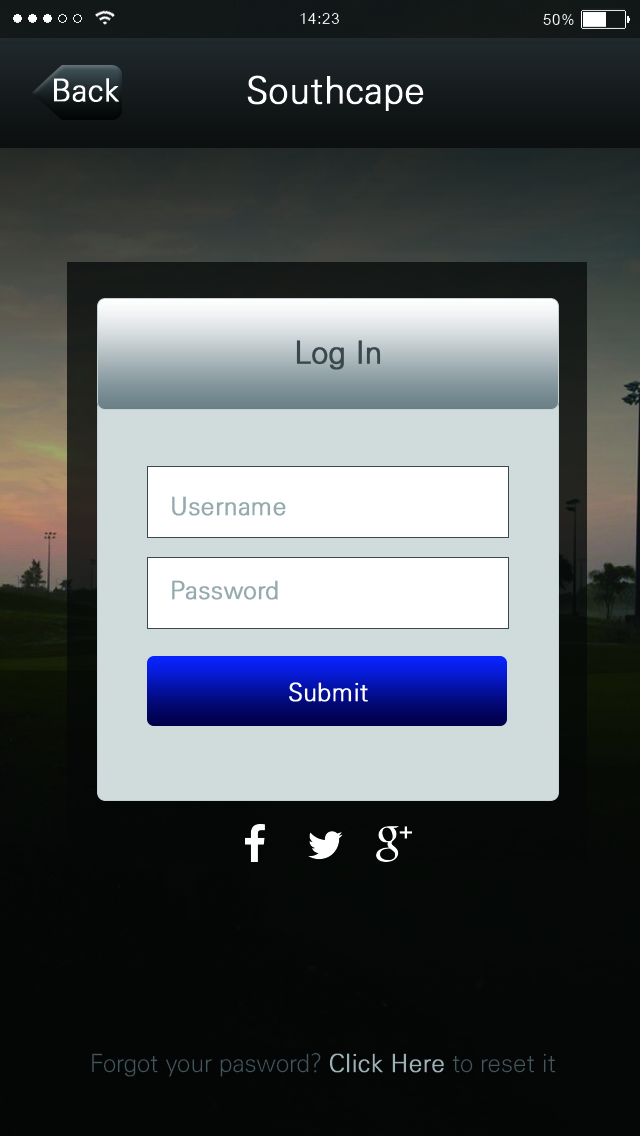 14:23
50%
Back
Southcape
Log In
Username
Password
Submit
Forgot your pasword? Click Here to reset it